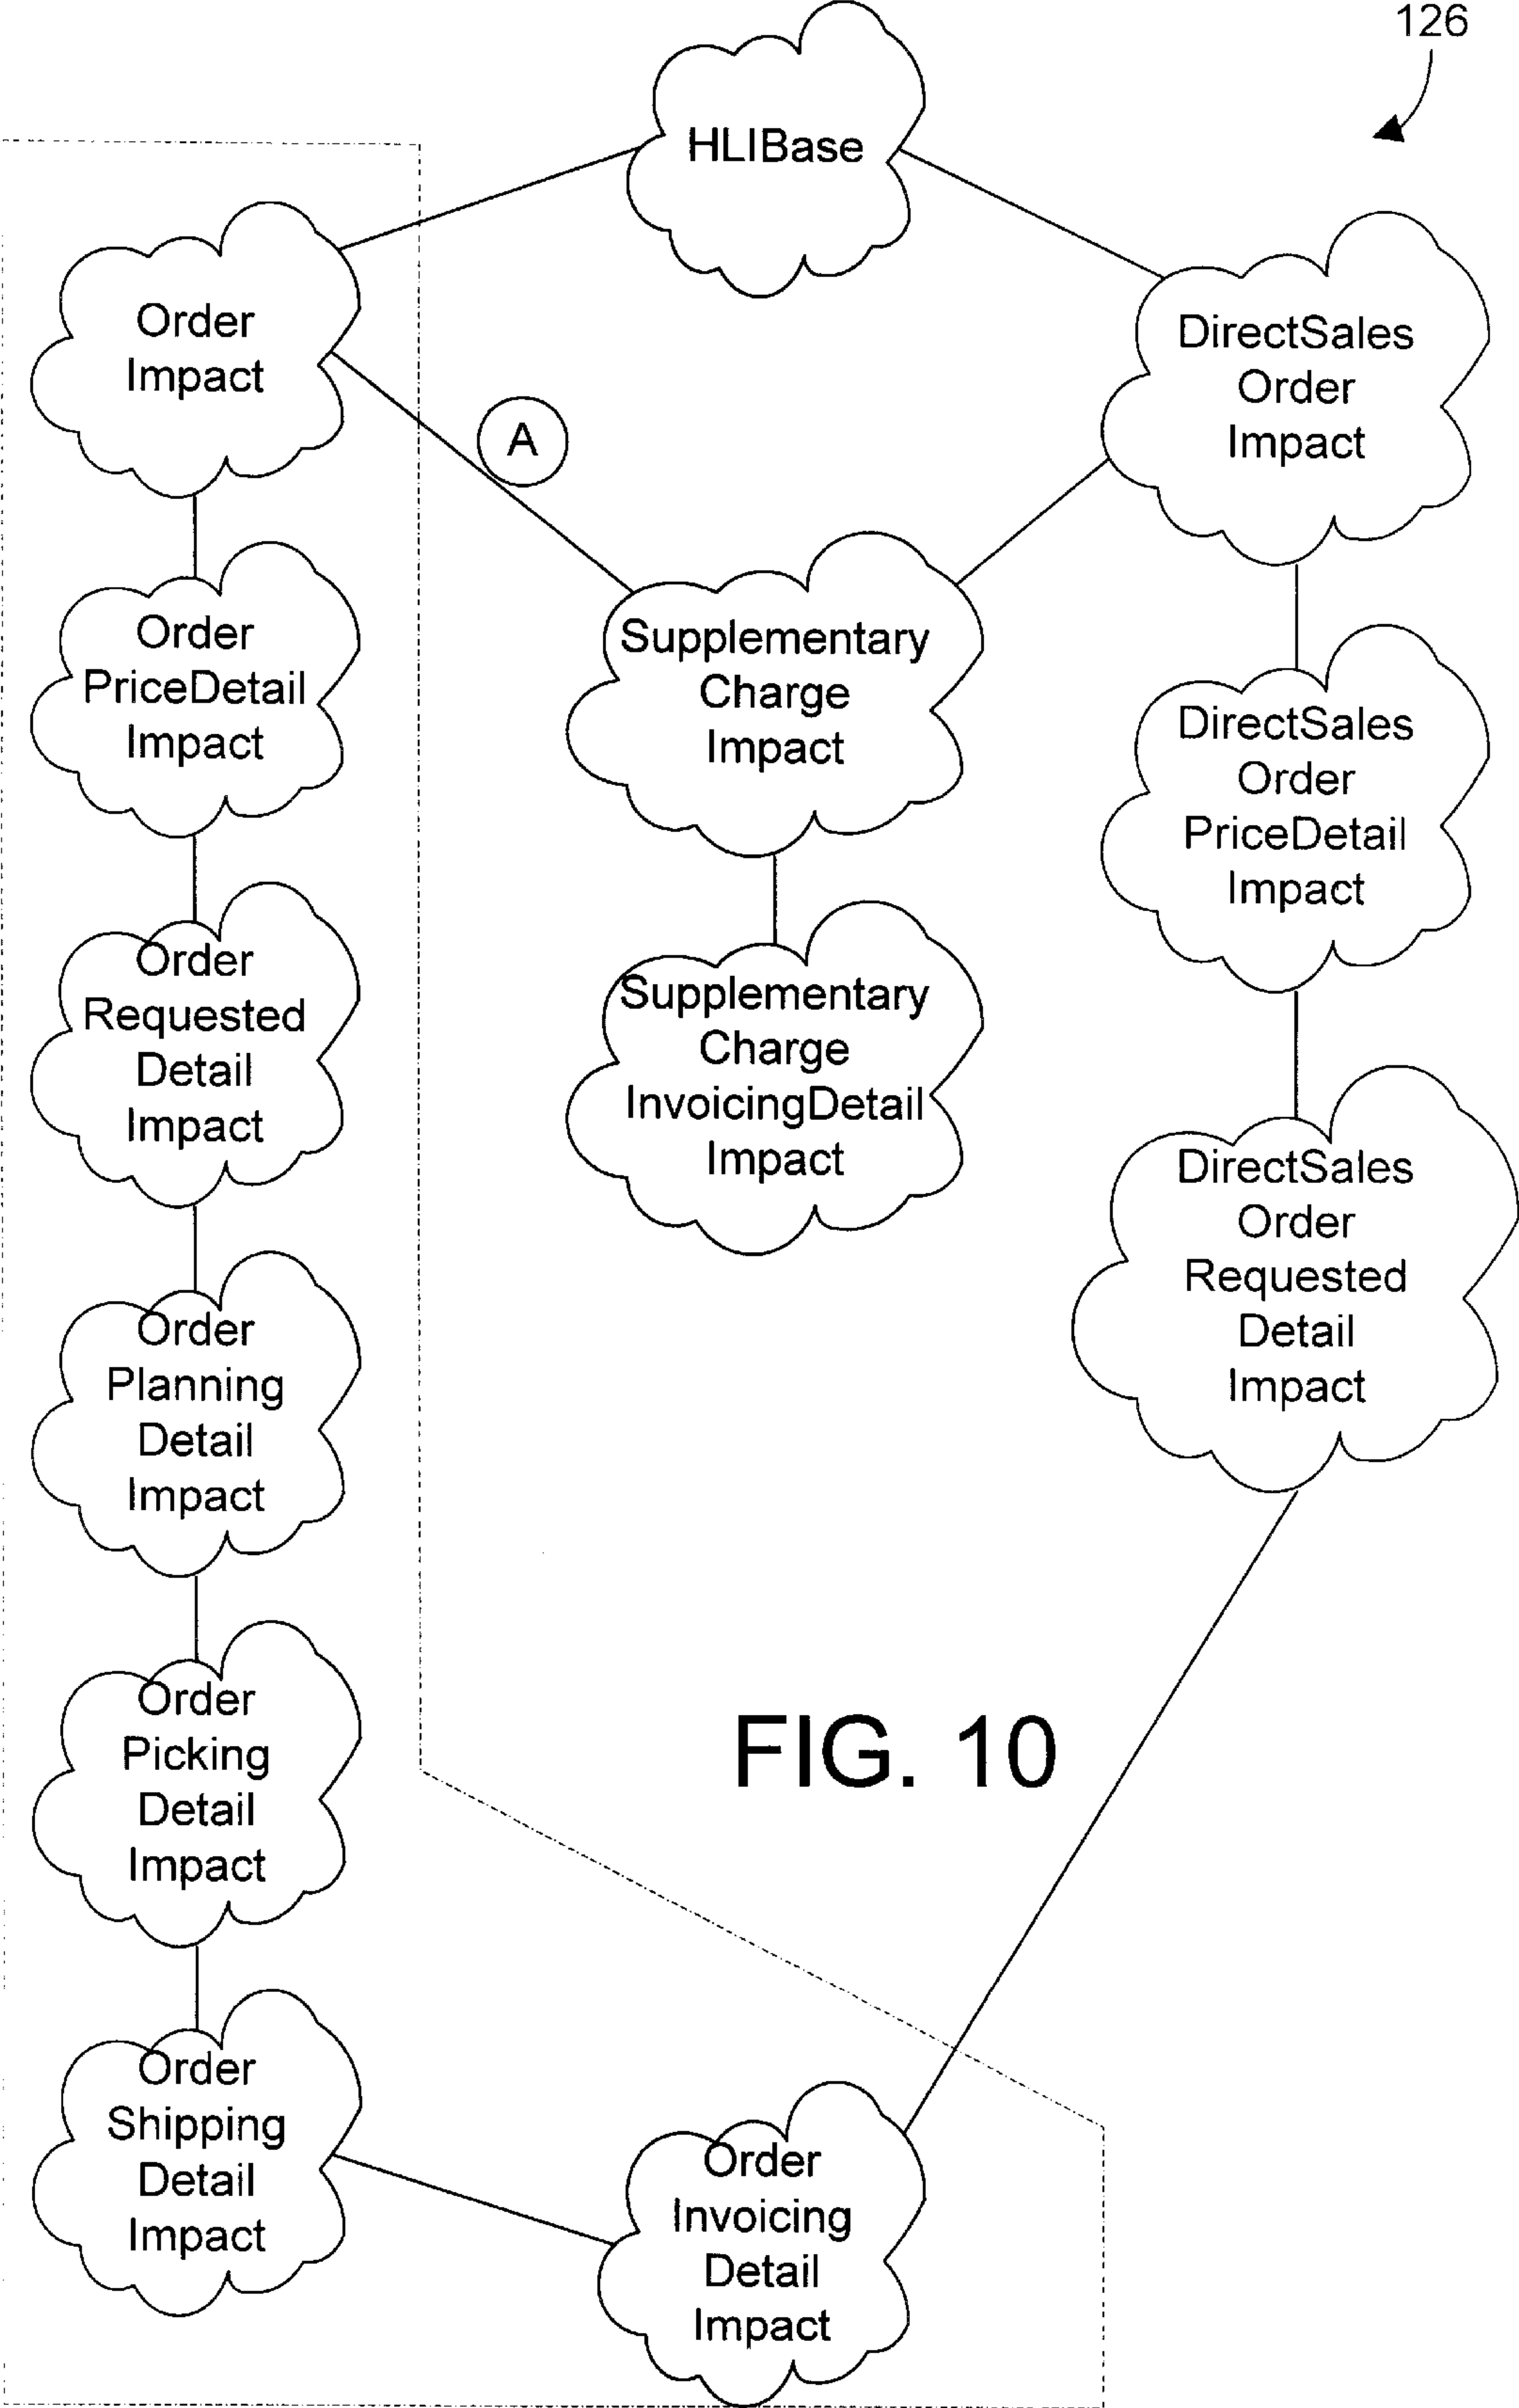 126
HLIBase
Order
Impact
DirectSales
Order
Impact
A
Order
PriceDetail
Impact
Supplementary
Charge
Impact
DirectSales
Order
PriceDetail
Impact
Order
Requested
Detail
Impact
Supplementary
Charge
InvoicingDetail
Impact
DirectSales
Order
Requested
Detail
Impact
Order
Planning
Detail
Impact
Order
Picking
Detail
Impact
FIG. 10
Order
Shipping
Detail
Impact
Order
Invoicing
Detail
Impact